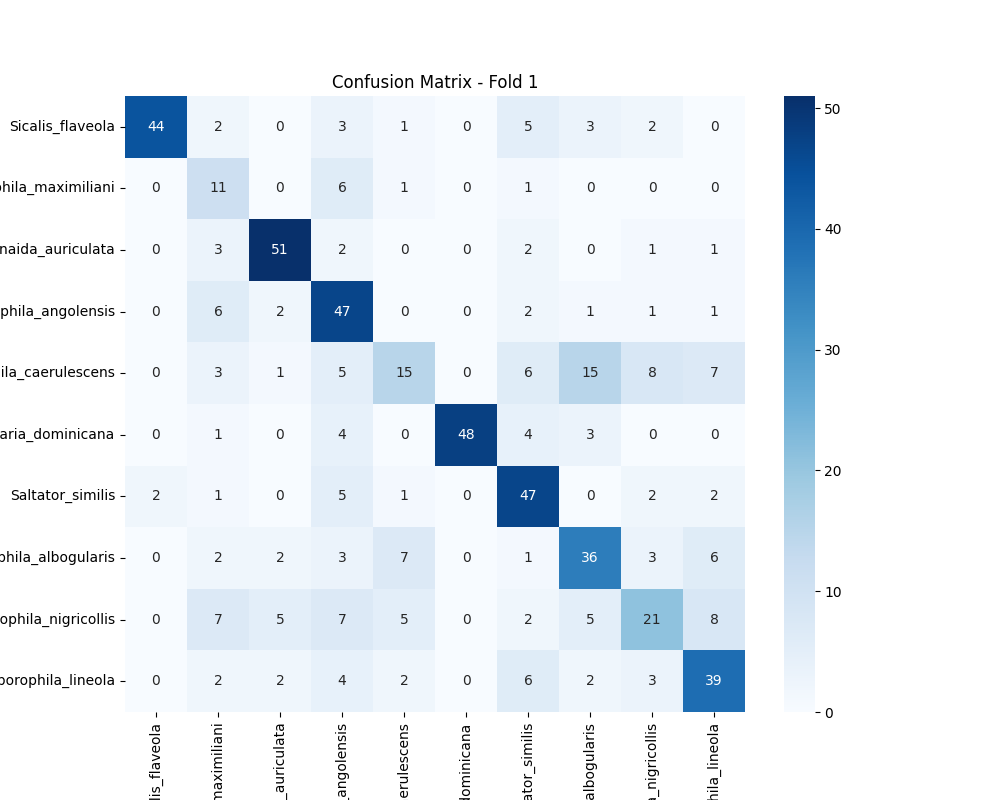 Confusion Matrix - Fold 1
Sicalis_flaveola 44 2 0 3 1 0 5 3 2 0
phila_maximiliani 0 11 0 6 1 0 1 0 0 0
naida_auriculata 0 3 51 2 0 0 2 0 1 1
phila_angolensis 0 6 2 47 0 0 2 1 1 1
ila_caerulescens 0 3 1 5 15 0 6 15 8 7
aria_dominicana 0 1 0 4 0 48 4 3 0 0
Saltator_similis 2 1 0 5 1 0 47 0 2 2
phila_albogularis 0 2 2 3 7 0 1 36 3 6
ophila_nigricollis 0 7 5 7 5 0 2 5 21 8
porophila_lineola 0 2 2 4 2 0 6 2 3 39
lis_flaveola
maximiliani
_auriculata
_angolensis
erulescens
dominicana
ator_similis
albogularis
a_nigricollis
phila_lineola
50
40
30
20
10
0